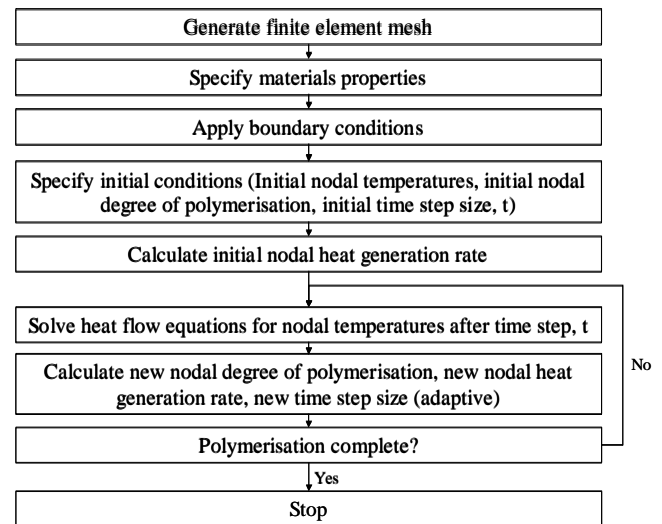 Generate finite element mesh
Specify materials properties
Apply boundary conditions
Specify initial conditions (Initial nodal temperatures, initial nodal
degree of polymerisation, initial time step size, t)
Calculate initial nodal heat generation rate
Solve heat flow equations for nodal temperatures after time step, t
Calculate new nodal degree of polymerisation, new nodal heat
generation rate, new time step size (adaptive)
No
Polymerisation complete?
Yes
Stop